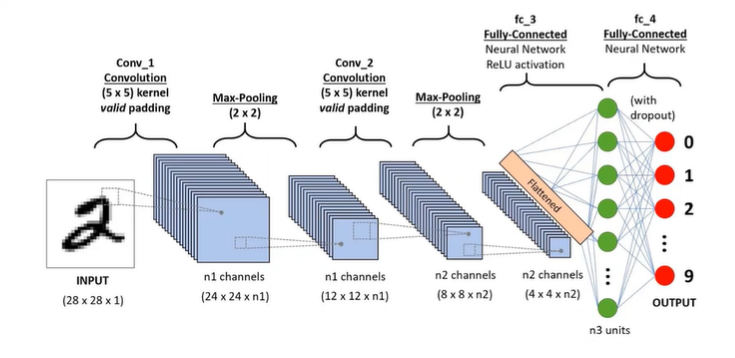 Conv_1
Convolution
(5 x 5) kernel
valid padding
Max-Pooling
(2 x 2)
Conv_2
Convolution
(5 x 5) kernel
valid padding
Max-Pooling
(2 x 2)
fc_3
Fully-Connected
Neural Network
ReLU activation
fc_4
Fully-Connected
Neural Network
(with
dropout)
2
INPUT
(28 x 28 x 1)
n1 channels
(24 x 24 x n1)
n1 channels
(12 x 12 x n1)
n2 channels
(8 x 8 x n2)
n2 channels
(4 x 4 x n2)
Flattened
n3 units
0
1
2
9
OUTPUT